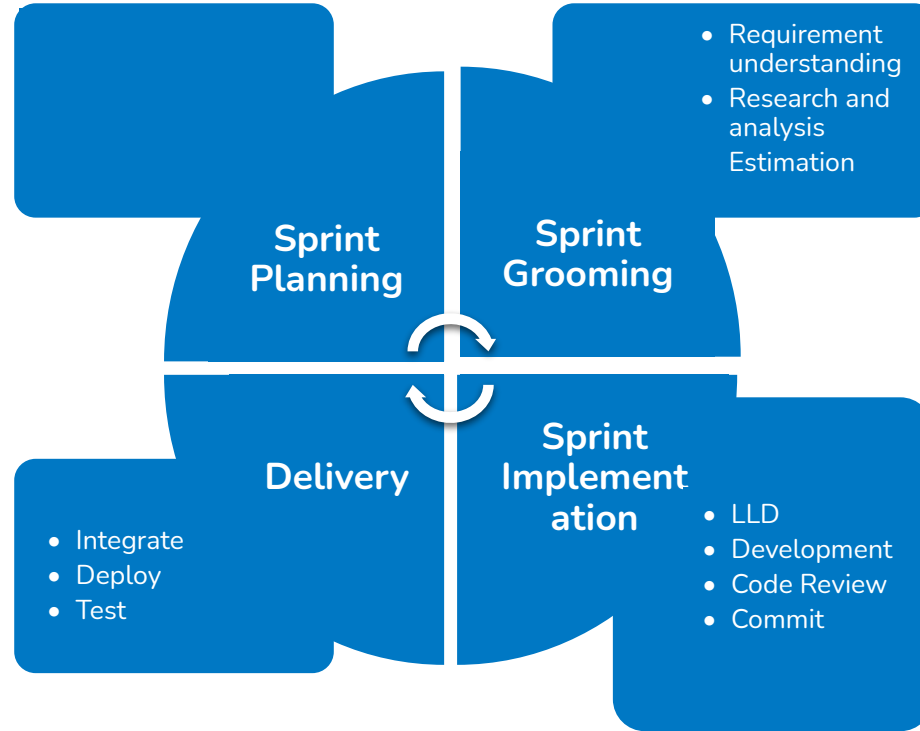 Requirement
understanding
Research and
analysis
Estimation
Sprint
Planning
Sprint
Grooming
Delivery
Sprint
Implement
ation
Integrate
Deploy
Test
LLD
Development
Code Review
Commit